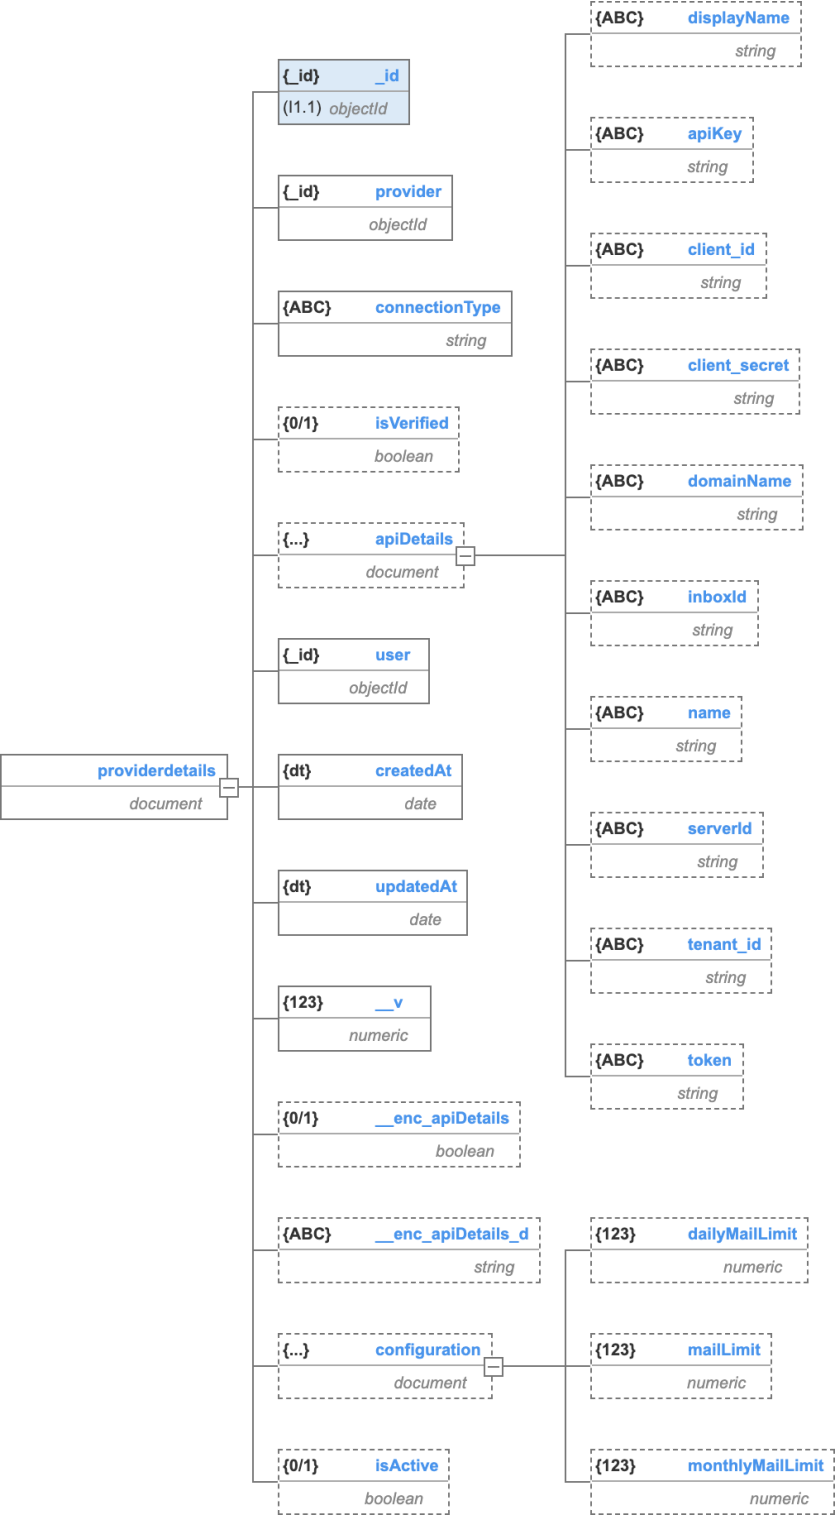 providerdetails
document
{_id} _id
(I1.1) objectId
{_id} provider
objectId
{ABC} connectionType
string
{0/1} isVerified
boolean
{...} apiDetails
document
{ABC} displayName
string
{ABC} apiKey
string
{ABC} client_id
string
{ABC} client_secret
string
{ABC} domainName
string
{ABC} inboxId
string
{ABC} name
string
{ABC} serverId
string
{ABC} tenant_id
string
{ABC} token
string
{_id} user
objectId
{dt} createdAt
date
{dt} updatedAt
date
{123} __v
numeric
{0/1} __enc_apiDetails
boolean
{ABC} __enc_apiDetails_d
string
{...} configuration
document
{123} dailyMailLimit
numeric
{123} mailLimit
numeric
{123} monthlyMailLimit
numeric
{0/1} isActive
boolean